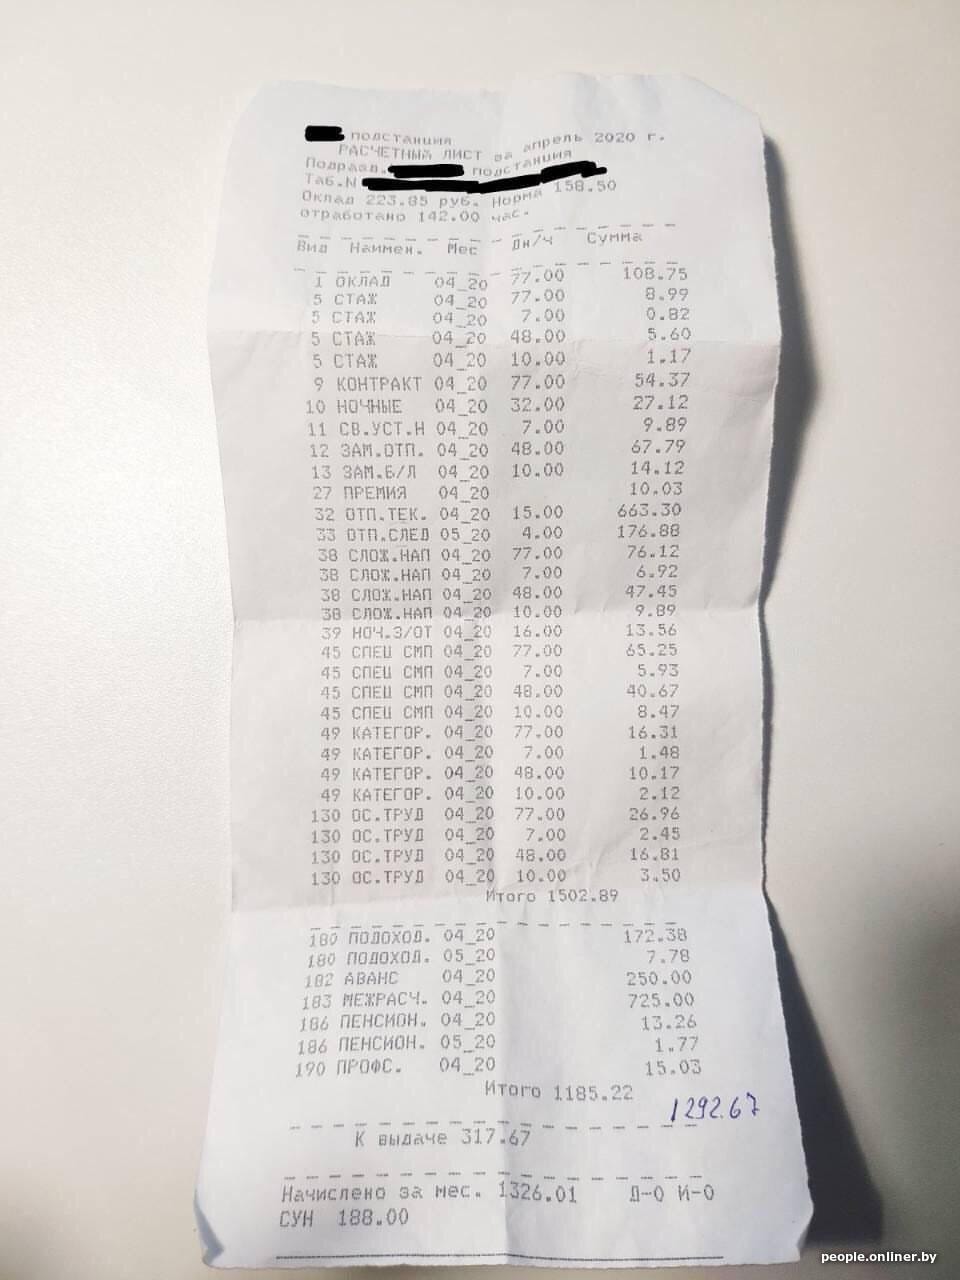 подстанция
РАСЧЕТНЫЙ ЛИСТ за апрель 2020 г.
Подразд. подстанция
Таб.N
Оклад 223.85 руб. Норма 158.50
отработано 142.00 час.
Вид Наимен. Мес Дн/Ч Сумма
1 ОКЛАД 04_20 77.00 108.75
5 СТАЖ 04_20 77.00 8.99
5 СТАЖ 04_20 7.00 0.82
5 СТАЖ 04_20 48.00 5.60
5 СТАЖ 04_20 10.00 1.17
9 КОНТРАКТ 04_20 77.00 54.37
10 НОЧНЫЕ 04_20 32.00 27.12
11 СВ.УСТ.Н 04_20 7.00 9.89
12 ЗАМ.ОТП. 04_20 48.00 67.79
13 ЗАМ.Б/Л 04_20 10.00 14.12
27 ПРЕМИЯ 04_20 10.03
32 ОТП.ТЕК. 04_20 15.00 663.30
33 ОТП.СЛЕД 05_20 4.00 176.88
38 СЛОЖ.НАП 04_20 77.00 76.12
38 СЛОЖ.НАП 04_20 7.00 6.92
38 СЛОЖ.НАП 04_20 48.00 47.45
38 СЛОЖ.НАП 04_20 10.00 9.89
39 НОЧ.З/ОТ 04_20 16.00 13.56
45 СПЕЦ СМП 04_20 77.00 65.25
45 СПЕЦ СМП 04_20 7.00 5.93
45 СПЕЦ СМП 04_20 48.00 40.67
45 СПЕЦ СМП 04_20 10.00 8.47
49 КАТЕГОР. 04_20 77.00 16.31
49 КАТЕГОР. 04_20 7.00 1.48
49 КАТЕГОР. 04_20 48.00 10.17
49 КАТЕГОР. 04_20 10.00 2.12
130 ОС.ТРУД 04_20 77.00 26.96
130 ОС.ТРУД 04_20 7.00 2.45
130 ОС.ТРУД 04_20 48.00 16.81
130 ОС.ТРУД 04_20 10.00 3.50
Итого 1502.89
180 ПОДОХОД. 04_20 172.38
180 ПОДОХОД. 05_20 7.78
182 АВАНС 04_20 250.00
183 МЕЖРАСЧ. 04_20 725.00
186 ПЕНСИОН. 04_20 13.26
186 ПЕНСИОН. 05_20 1.77
190 ПРОФС. 04_20 15.03
Итого 1185.22
1292.67
К выдаче 317.67
Начислено за мес. 1326.01 Д-0 И-0
СУН 188.00
people.onliner.by